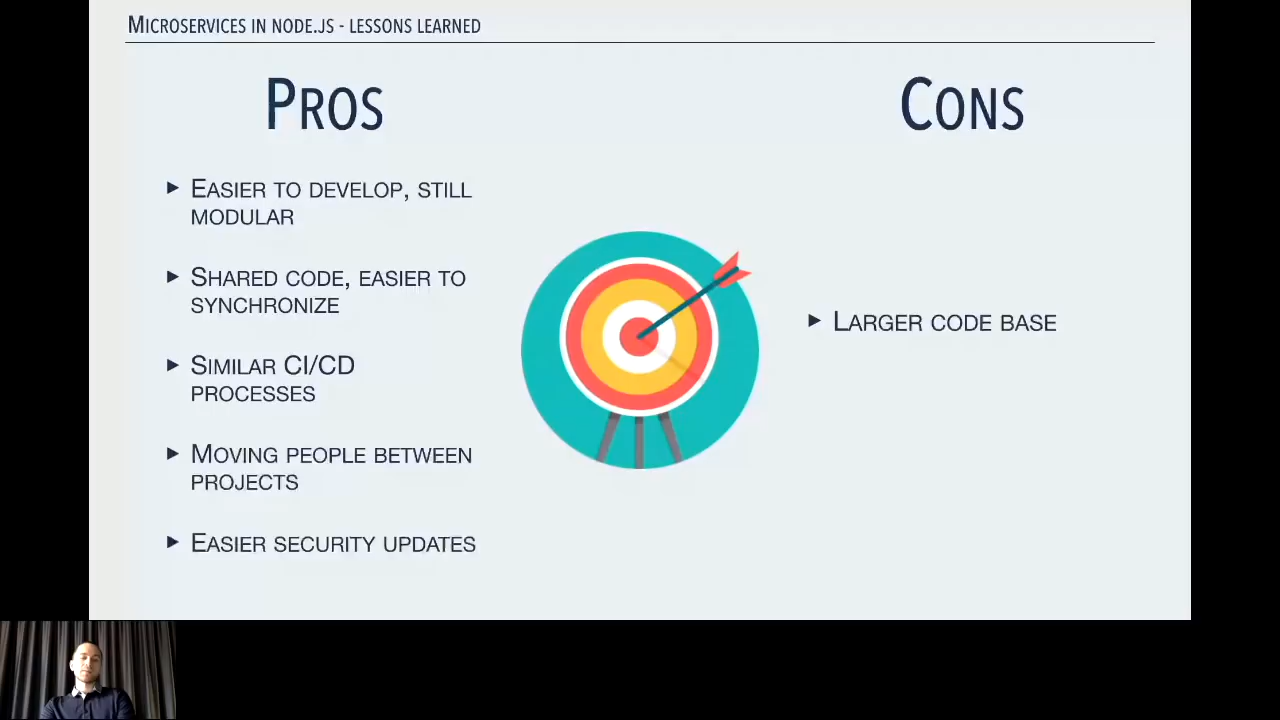 Microservices in node.js - lessons learned
Pros
Cons
Easier to develop, still
modular
Shared code, easier to
synchronize
Similar CI/CD
processes
Moving people between
projects
Easier security updates
Larger code base